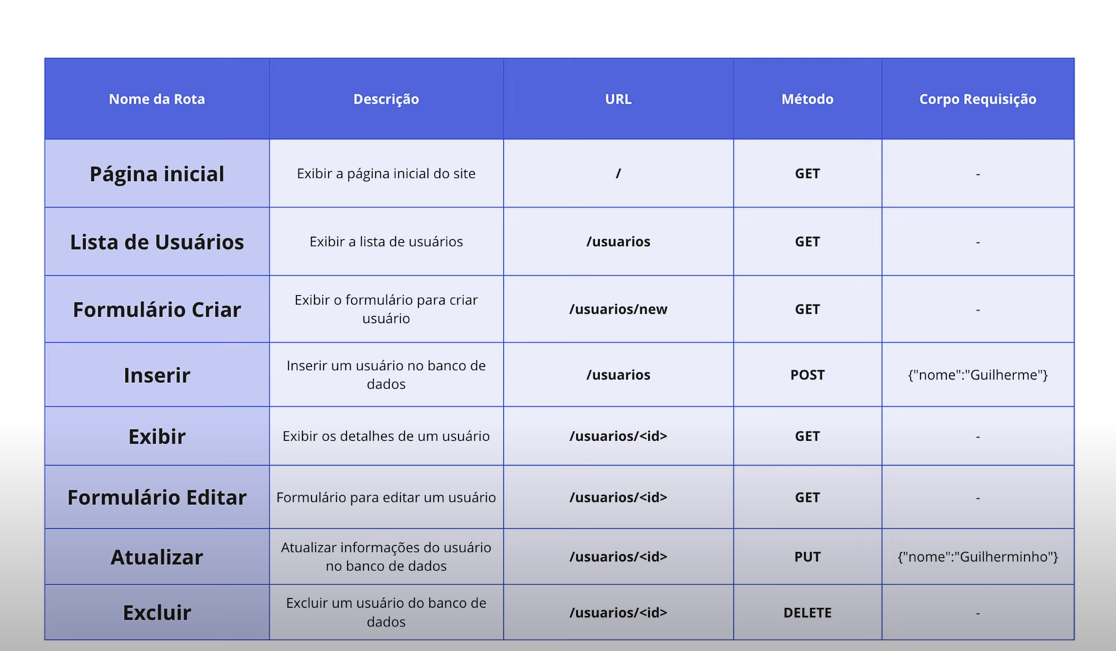 Nome da Rota Descrição URL Método Corpo Requisição
Página inicial Exibir a página inicial do site / GET -
Lista de Usuários Exibir a lista de usuários /usuarios GET -
Formulário Criar Exibir o formulário para criar usuário /usuarios/new GET -
Inserir Inserir um usuário no banco de dados /usuarios POST {"nome":"Guilherme"}
Exibir Exibir os detalhes de um usuário /usuarios/<id> GET -
Formulário Editar Formulário para editar um usuário /usuarios/<id> GET -
Atualizar Atualizar informações do usuário no banco de dados /usuarios/<id> PUT {"nome":"Guilherminho"}
Excluir Excluir um usuário do banco de dados /usuarios/<id> DELETE -